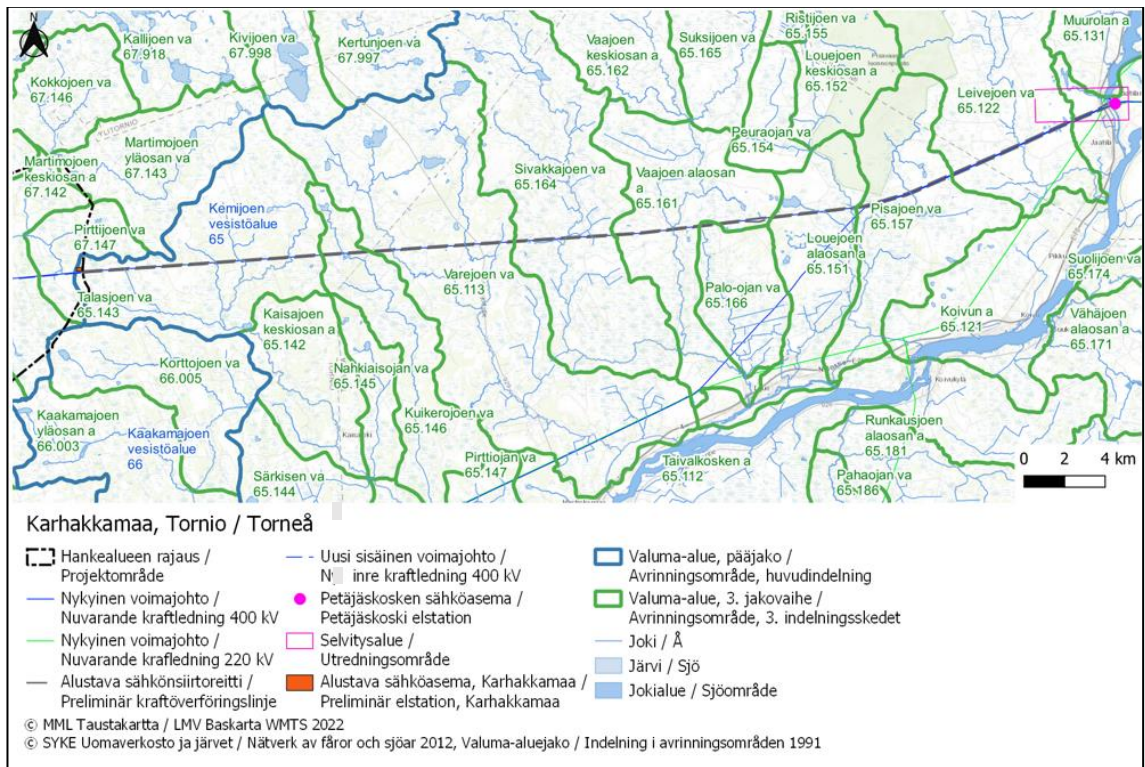 N
Kallijoen va
67.918
Kivijoen va
67.998
Kertunjoen va
67.997
Vaajoen
keskiosan a
65.162
Suksijoen va
65.165
Ristijoen va
65.155
Louejoen
keskiosan a
65.152
Muurolan a
65.131
Kokkojoen va
67.146
Leivejoen va
65.122
YLITORNIO
Martimojoen
keskiosan va
67.142
Martimojoen
yläosan va
67.143
Peuraojan va
65.154
Jaatila
Sivakkajoen va
65.164
Vaajoen alaosan
a
65.161
Kemijoen
vesistöalue
65
Pirttijoen va
67.147
Pisajoen va
65.157
Louejoen
alaosan a
65.151
Suolijoen va
65.174
Talasjoen va
65.143
Varejoen va
65.113
Palo-ojan va
65.166
Kaisajoen
keskiosan a
65.142
Koivun a
65.121
Vähäjoen
alaosan a
65.171
Korttojoen va
66.005
Nahkiaisojan va
65.145
Koivu
Koivukylä
Kaakamajoen
yläosan a
66.003
Kaakamajoen
vesistöalue
66
Kuikerojoen va
65.146
Runkausjoen
alaosan a
65.181
Särkisen va
65.144
Pirttiojan va
65.147
Taivalkosken a
65.112
Pahaojan va
65.186
0 2 4 km
Karhakkamaa, Tornio / Torneå
Hankealueen rajaus /
Projektområde
Nykyinen voimajohto /
Nuvarande kraftledning 400 kV
Nykyinen voimajohto /
Nuvarande krafledning 220 kV
Alustava sähkönsiirtoreitti /
Preliminär kraftöverföringslinje
Uusi sisäinen voimajohto /
inre kraftledning 400 kV
Petäjäskosken sähköasema /
Petäjäskoski elstation
Selvitysalue /
Utredningsområde
Alustava sähköasema, Karhakkamaa /
Preliminär elstation, Karhakkamaa
Valuma-alue, pääjako /
Avrinningsområde, huvudindelning
Valuma-alue, 3. jakovaihe /
Avrinningsområde, 3. indelningsskedet
Joki / Å
Järvi / Sjö
Jokialue / Sjöområde
© MML Taustakartta / LMV Baskarta WMTS 2022
© SYKE Uomaverkosto ja järvet / Nätverk av fåror och sjöar 2012, Valuma-aluejako / Indelning i avrinningsområden 1991